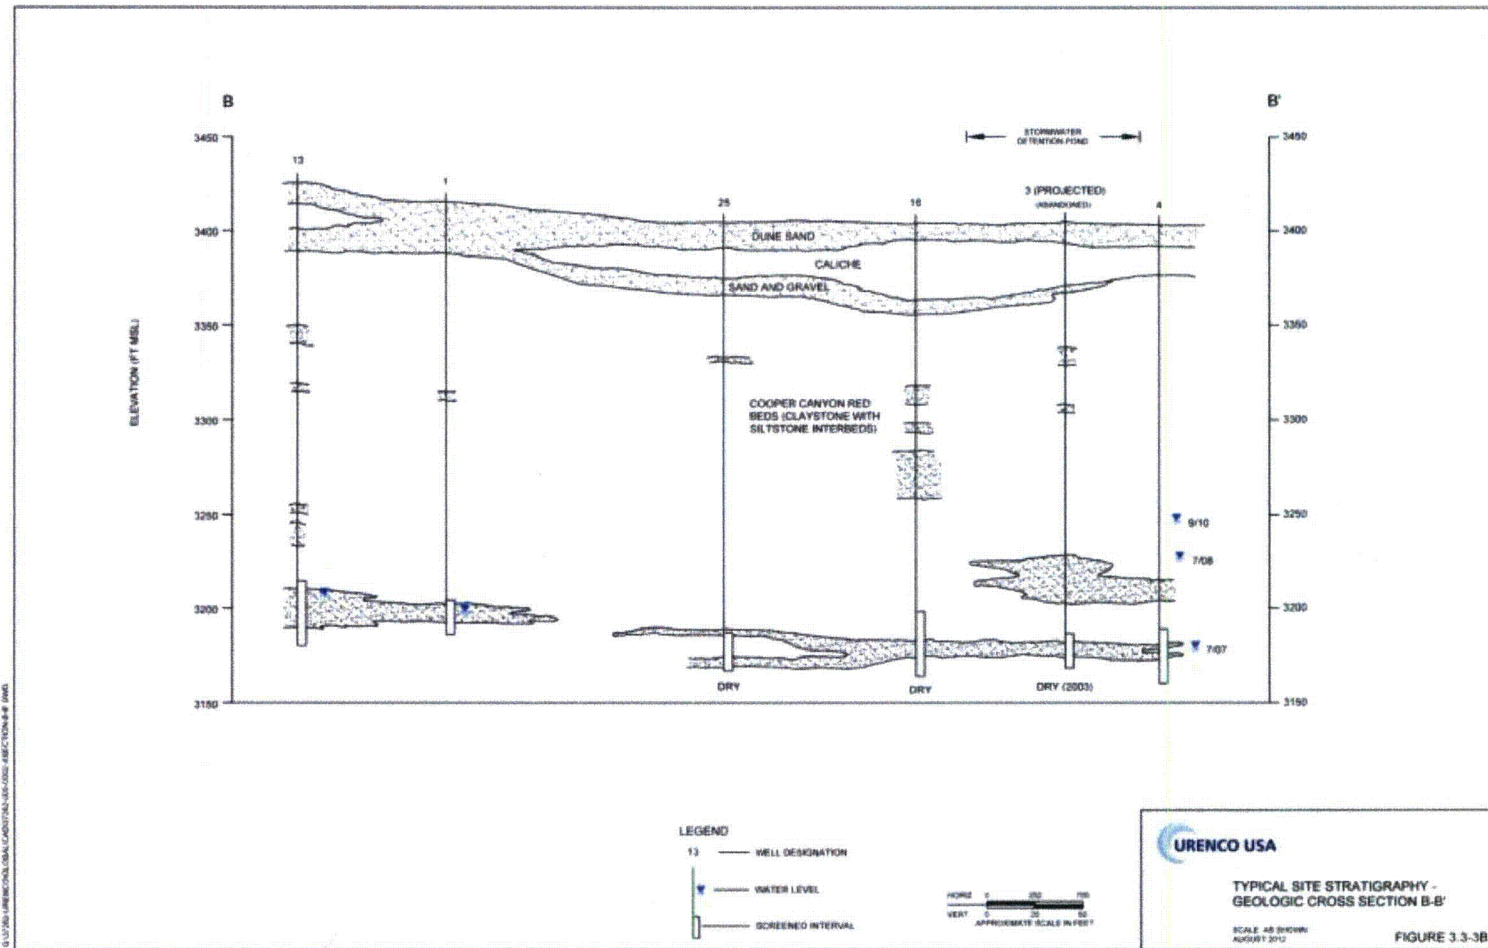 B
B'
3450
3450
STORMWATER
DETENTION POND
13
1
3 (PROJECTED)
(ABANDONED)
25
16
4
3400
3400
DUNE SAND
CALICHE
SAND AND GRAVEL
3350
3350
ELEVATION (FT MSL)
COOPER CANYON RED
BEDS (CLAYSTONE WITH
SILTSTONE INTERBEDS)
3300
3300
3250
3250
9/10
7/08
3200
3200
7/07
DRY
DRY
DRY (2003)
3150
3150
LEGEND
13 WELL DESIGNATION
WATER LEVEL
SCREENED INTERVAL
HORIZ 0
VERT 0
APPROXIMATE SCALE IN FEET
URENCO USA
TYPICAL SITE STRATIGRAPHY -
GEOLOGIC CROSS SECTION B-B'
SCALE AS SHOWN
AUGUST 2012
FIGURE 3.3-3B